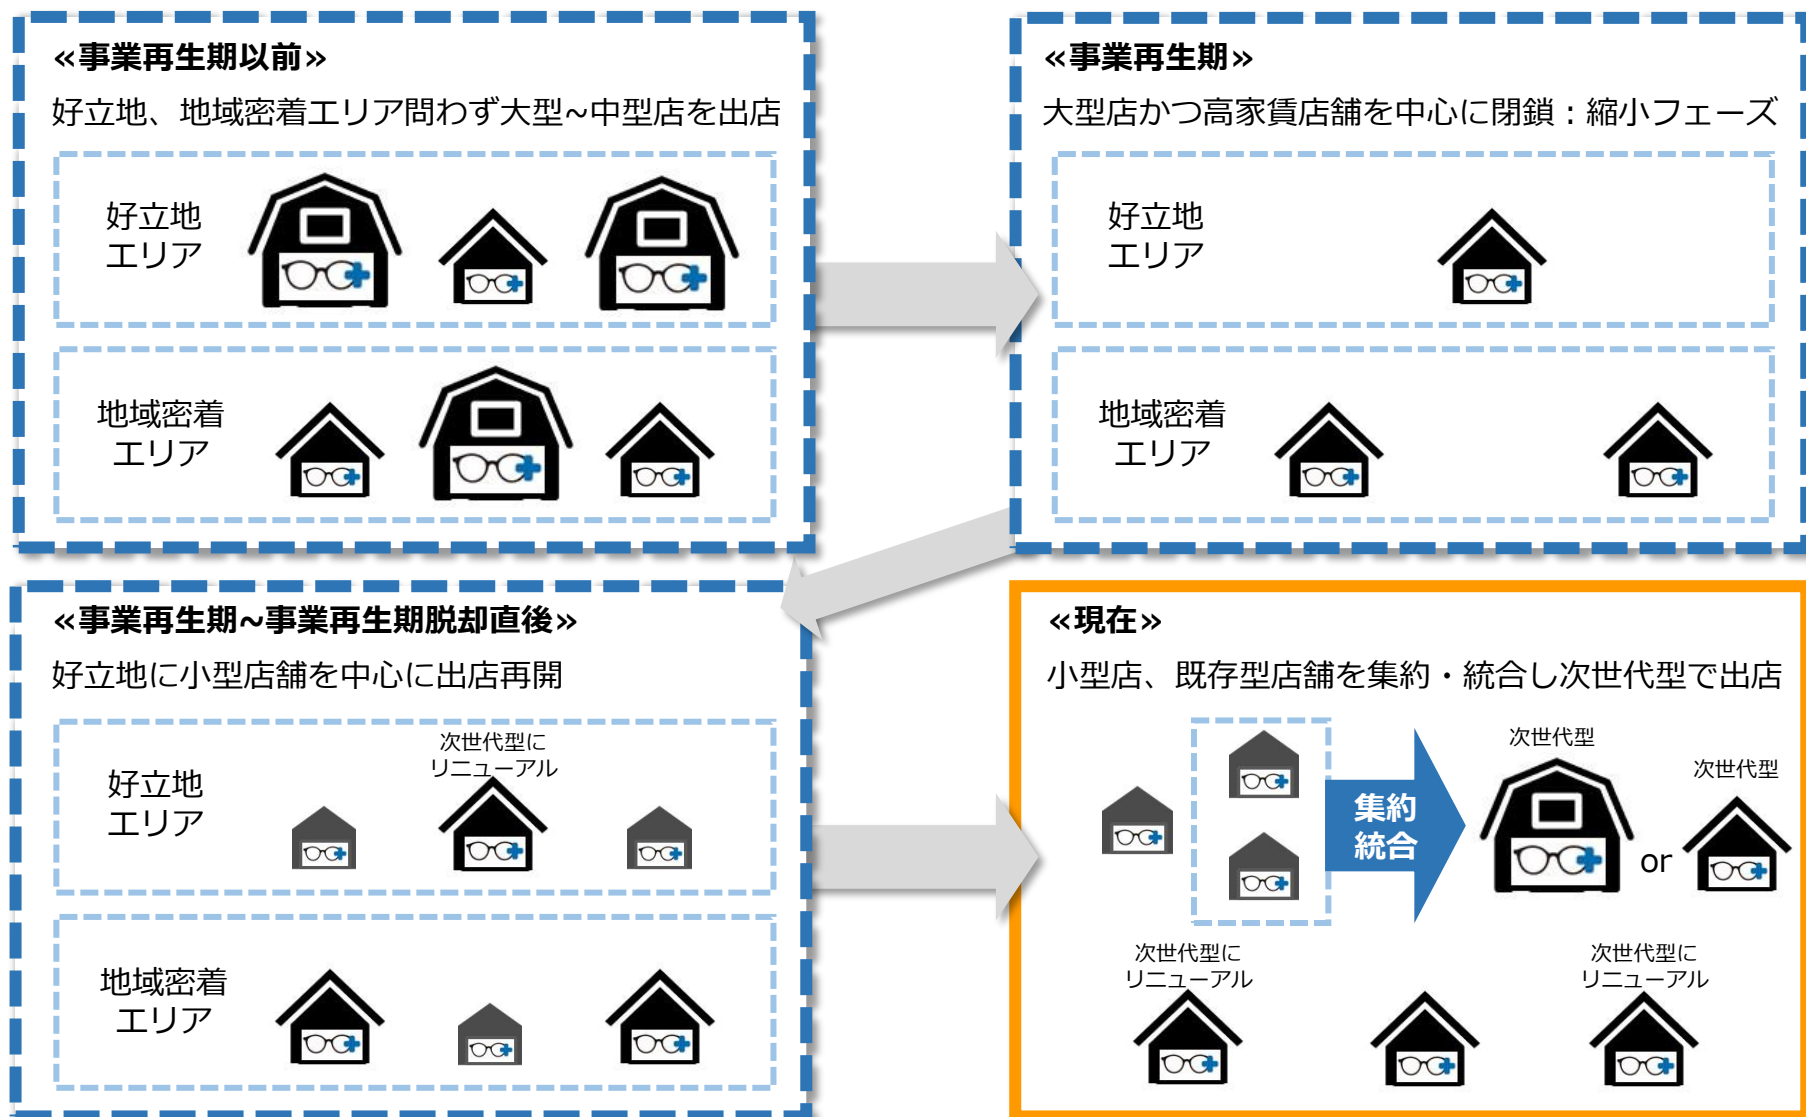 «事業再生期以前»
好立地、地域密着エリア問わず大型~中型店を出店
好立地
エリア
地域密着
エリア
«事業再生期»
大型店かつ高家賃店舗を中心に閉鎖：縮小フェーズ
好立地
エリア
地域密着
エリア
«事業再生期~事業再生期脱却直後»
好立地に小型店舗を中心に出店再開
好立地
エリア
次世代型に
リニューアル
地域密着
エリア
«現在»
小型店、既存型店舗を集約・統合し次世代型で出店
集約
統合
次世代型
or
次世代型
次世代型に
リニューアル
次世代型に
リニューアル